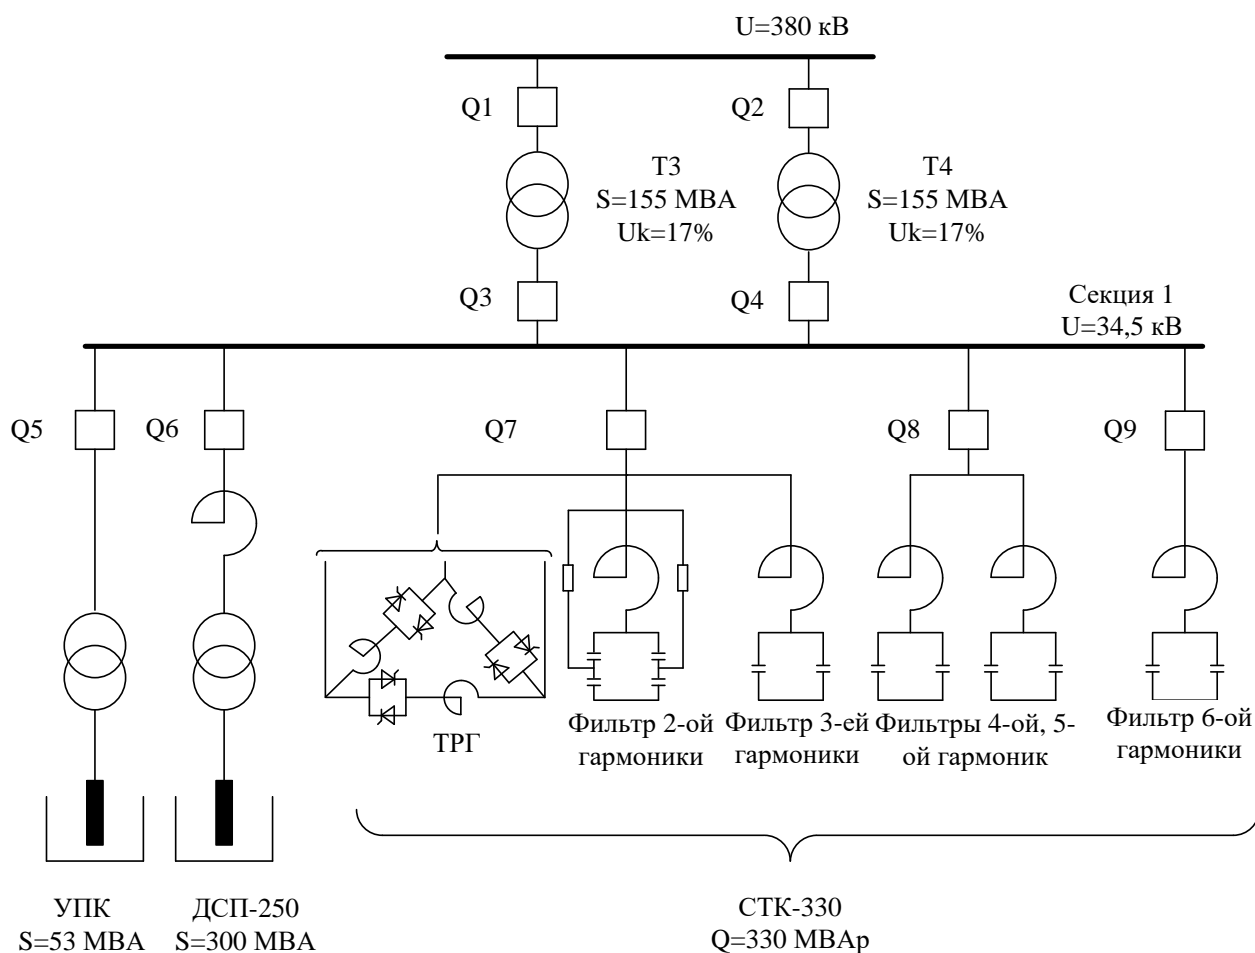 U=380 кВ
Q1
Q2
Т3
S=155 МВА
Uk=17%
Т4
S=155 МВА
Uk=17%
Q3
Q4
Секция 1
U=34,5 кВ
Q5
Q6
Q7
Q8
Q9
ТРГ
Фильтр 2-ой
гармоники
Фильтр 3-ей
гармоники
Фильтры 4-ой, 5-
ой гармоник
Фильтр 6-ой
гармоники
УПК
S=53 МВА
ДСП-250
S=300 МВА
СТК-330
Q=330 МВАр